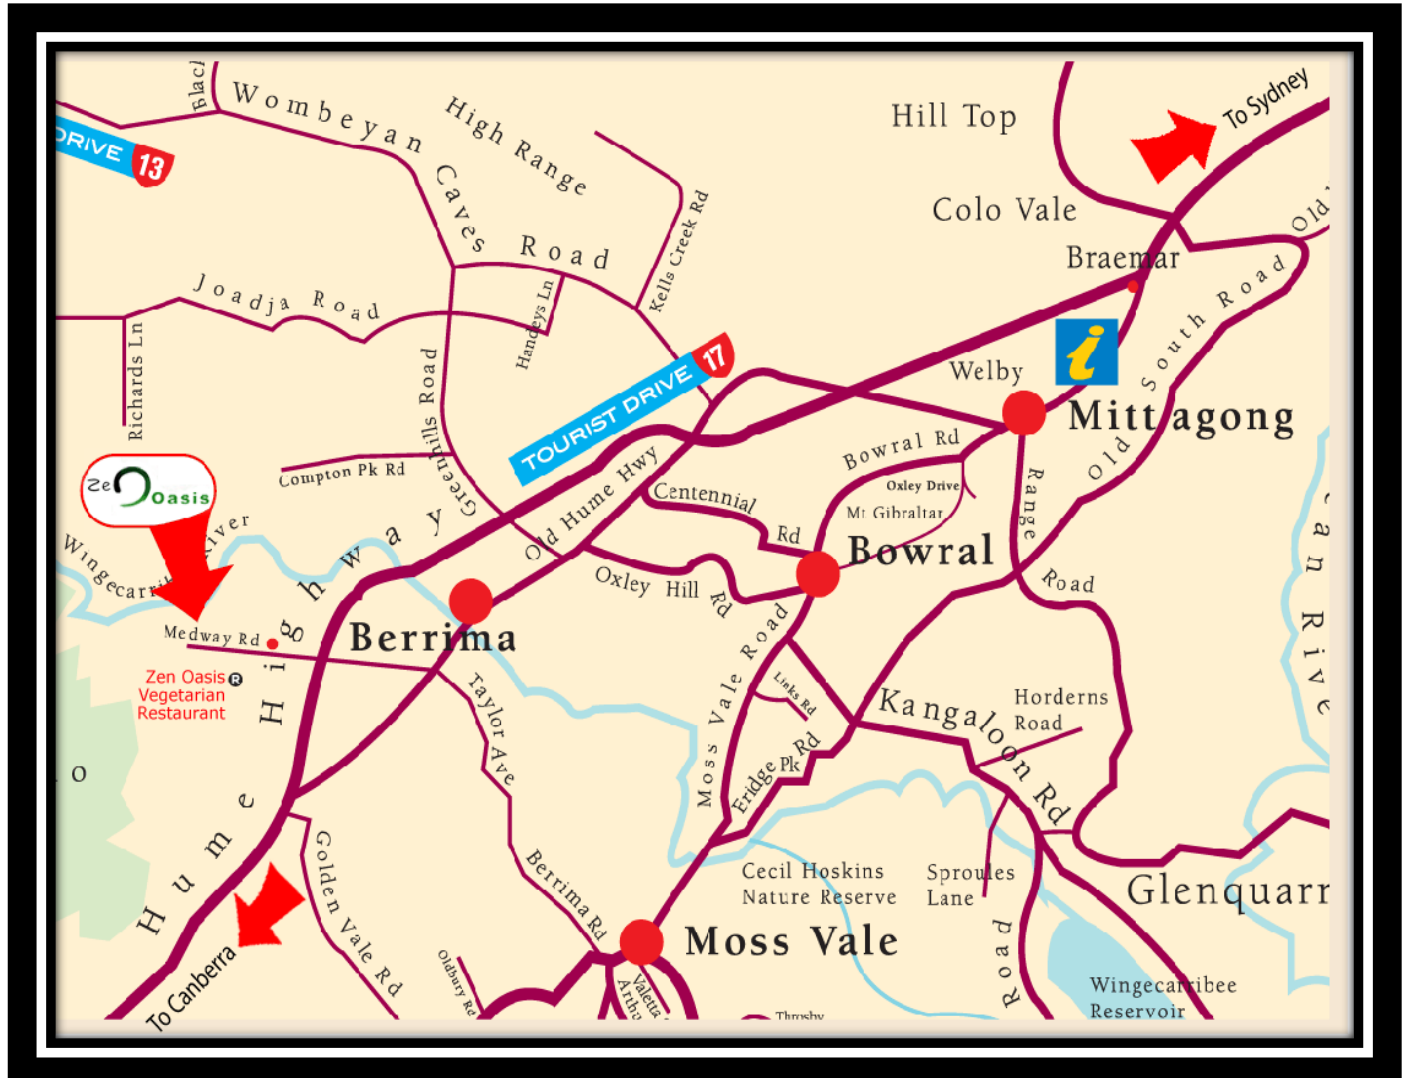 Wombeyan Caves Road
High Range
Hill Top
To Sydney
DRIVE 13
Colo Vale
Old
Braemar
Kells Creek Rd
Joadja Road
Handeys Ln
Richards Ln
Greenhills Road
TOURIST DRIVE 17
Welby
i
Mittagong
Old South Road
Compton Pk Rd
Zen Oasis
Old Hume Hwy
Bowral Rd
Oxley Drive
Mt Gibraltar
Centennial Rd
Range Road
Bowral
Oxley Hill Rd
Wingecarribee River
Medway Rd
Berrima
Zen Oasis R
Vegetarian
Restaurant
Hume Highway
Taylor Ave
Moss Vale Road
Links Rd
Eridge Pk Rd
Kangaloon Rd
Horderns
Road
Golden Vale Rd
Berrima Rd
Cecil Hoskins
Nature Reserve
Sproules
Lane
Glenquarr
Moss Vale
Oldbury Rd
Valetta
Arthu
Throsby
Road
Wingecarribee
Reservoir
To Canberra